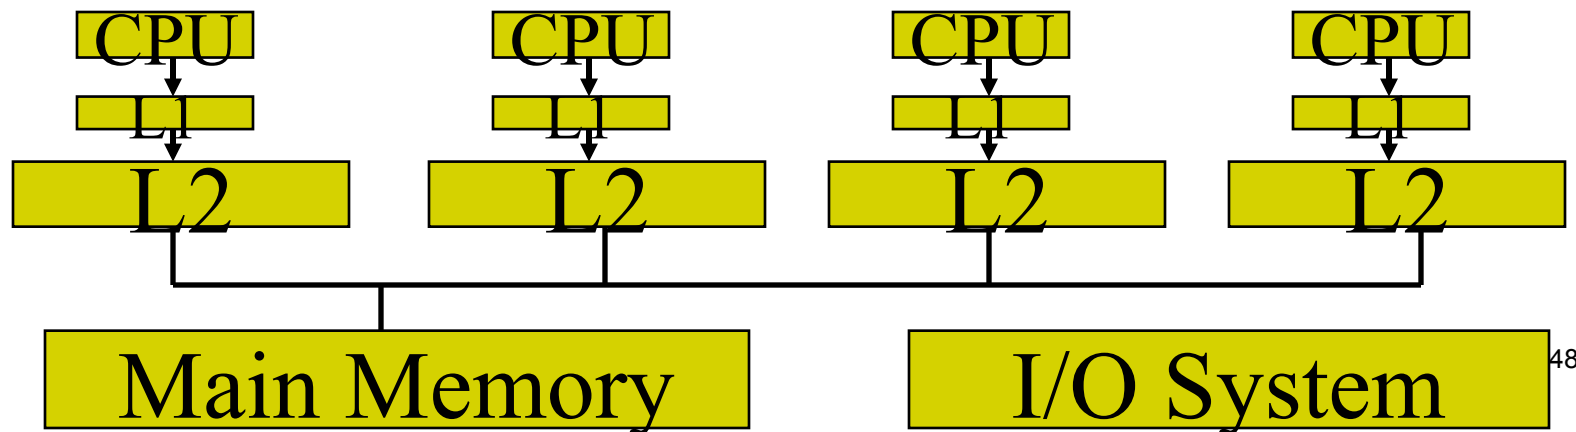 CPU CPU CPU CPU
L1 L1 L1 L1
L2 L2 L2 L2
Main Memory I/O System
48